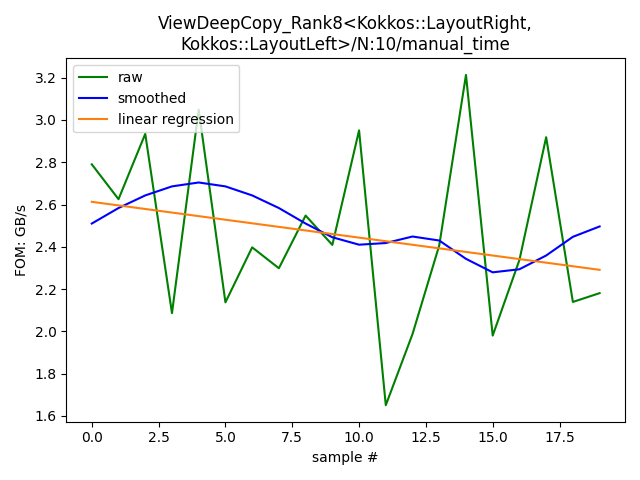 ViewDeepCopy_Rank8<Kokkos::LayoutRight,
Kokkos::LayoutLeft>/N:10/manual_time
raw
smoothed
linear regression
FOM: GB/s
3.2
3.0
2.8
2.6
2.4
2.2
2.0
1.8
1.6
0.0 2.5 5.0 7.5 10.0 12.5 15.0 17.5
sample #